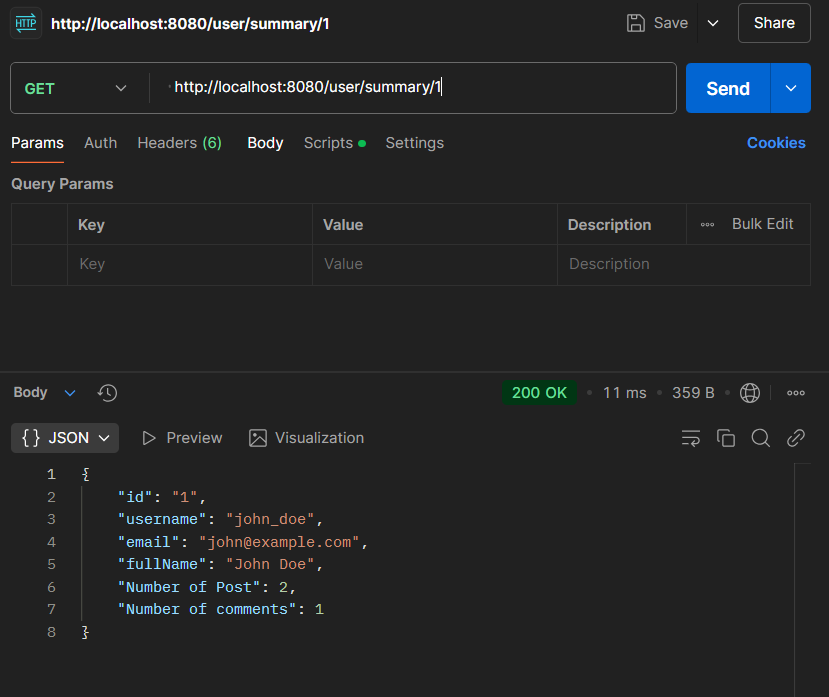 HTTP http://localhost:8080/user/summary/1 Save Share
GET http://localhost:8080/user/summary/1 Send
Params Auth Headers (6) Body Scripts Settings Cookies
Query Params
Key Value Description Bulk Edit
Key Value Description
Body 200 OK 11 ms 359 B
{} JSON Preview Visualization
1 {
2 "id": "1",
3 "username": "john_doe",
4 "email": "john@example.com",
5 "fullName": "John Doe",
6 "Number of Post": 2,
7 "Number of comments": 1
8 }